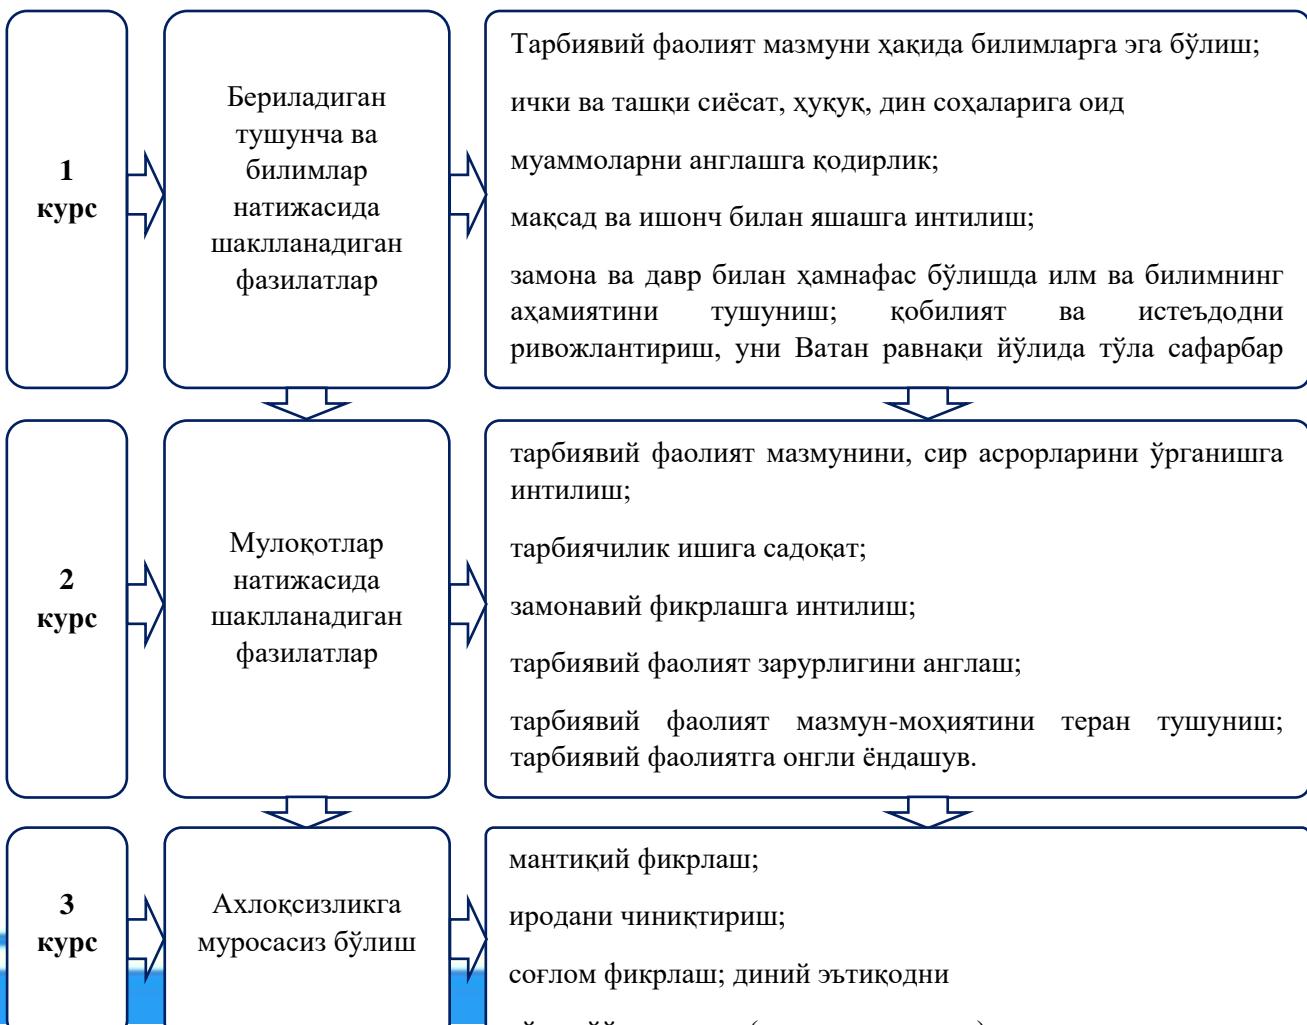 1
курс
Бериладиган
тушунча ва
билимлар
натижасида
шаклланадиган
фазилатлар
Тарбиявий фаолият мазмуни ҳақида билимларга эга бўлиш;
ички ва ташқи сиёсат, ҳуқуқ, дин соҳаларига оид
муаммоларни англашга қодирлик;
мақсад ва ишонч билан яшашга интилиш;
замона ва давр билан ҳамнафас бўлишда илм ва билимнинг
аҳамиятини тушуниш; қобилият ва истеъдодни
ривожлантириш, уни Ватан равнақи йўлида тўла сафарбар
2
курс
Мулоқотлар
натижасида
шаклланадиган
фазилатлар
тарбиявий фаолият мазмунини, сир асрорларини ўрганишга
интилиш;
тарбиячилик ишига садоқат;
замонавий фикрлашга интилиш;
тарбиявий фаолият зарурлигини англаш;
тарбиявий фаолият мазмун-моҳиятини теран тушуниш;
тарбиявий фаолиятга онгли ёндашув.
3
курс
Ахлоқсизликга
муросасиз бўлиш
мантиқий фикрлаш;
иродани чиниқтириш;
соғлом фикрлаш; диний эътиқодни